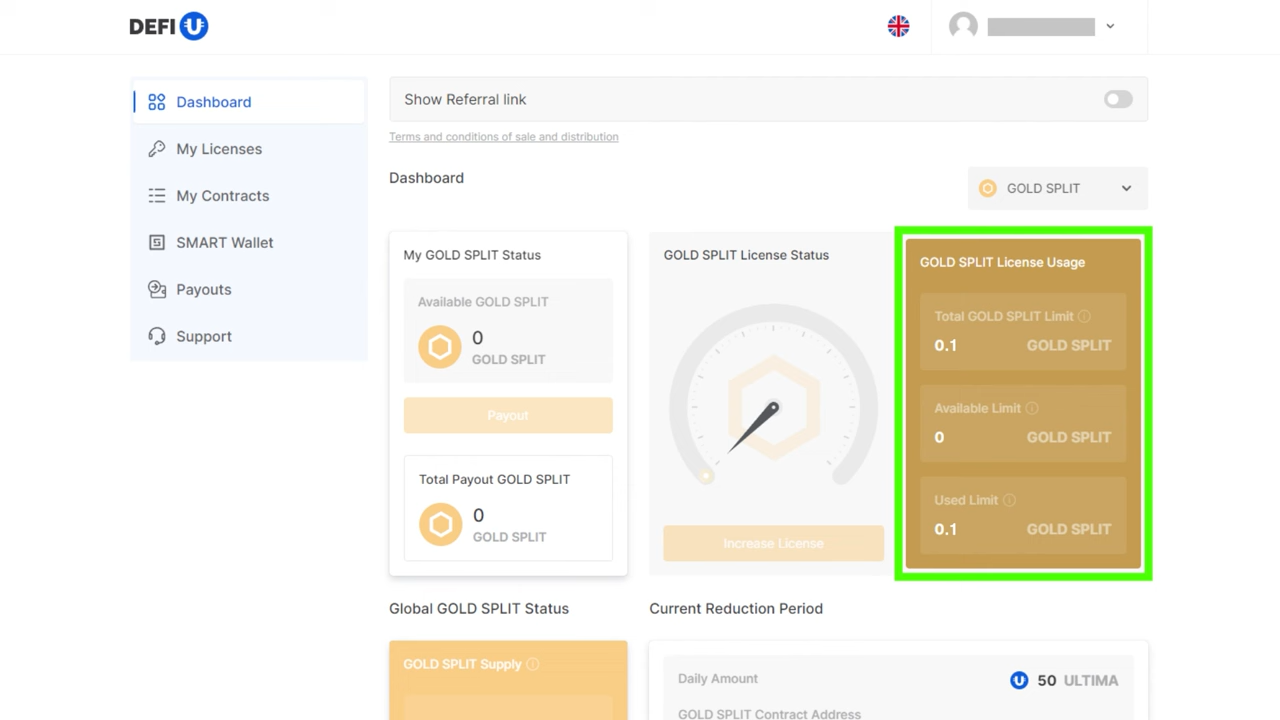 DEFI U
Show Referral link
Terms and conditions of sale and distribution
Dashboard
My Licenses
My Contracts
SMART Wallet
Payouts
Support
Dashboard
GOLD SPLIT
My GOLD SPLIT Status
Available GOLD SPLIT
0
GOLD SPLIT
Payout
Total Payout GOLD SPLIT
0
GOLD SPLIT
GOLD SPLIT License Status
Increase License
GOLD SPLIT License Usage
Total GOLD SPLIT Limit
0.1 GOLD SPLIT
Available Limit
0 GOLD SPLIT
Used Limit
0.1 GOLD SPLIT
Global GOLD SPLIT Status
GOLD SPLIT Supply
Current Reduction Period
Daily Amount 50 ULTIMA
GOLD SPLIT Contract Address